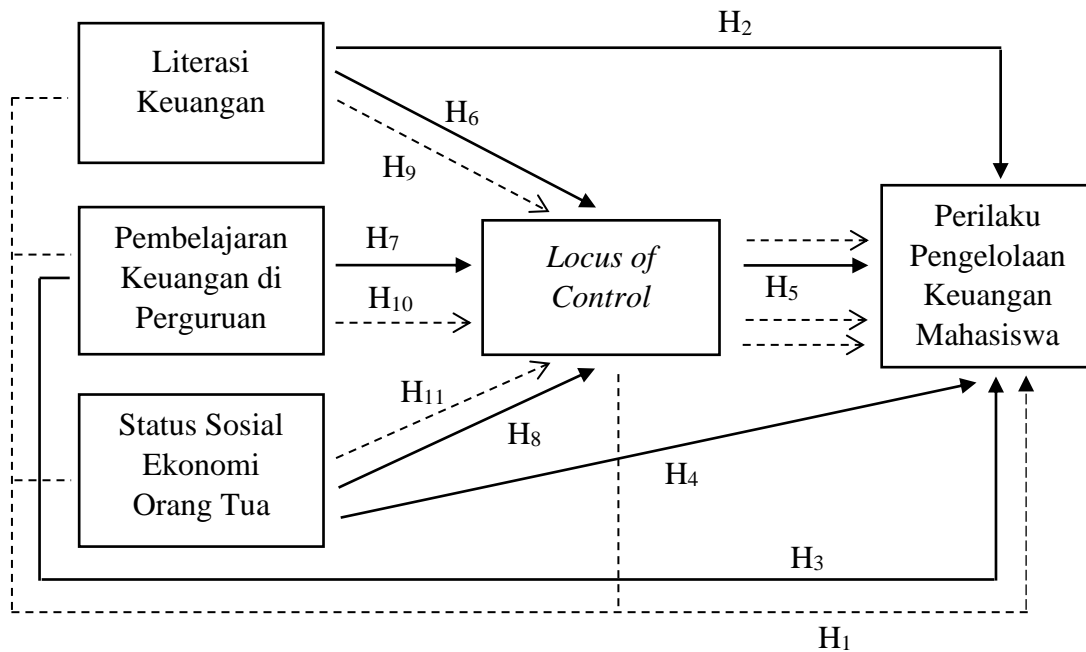 H₂
Literasi
Keuangan
H₆
H₉
Pembelajaran
Keuangan di
Perguruan
H₇
H₁₀
Locus of
Control
H₅
Perilaku
Pengelolaan
Keuangan
Mahasiswa
Status Sosial
Ekonomi
Orang Tua
H₁₁
H₈
H₄
H₃
H₁